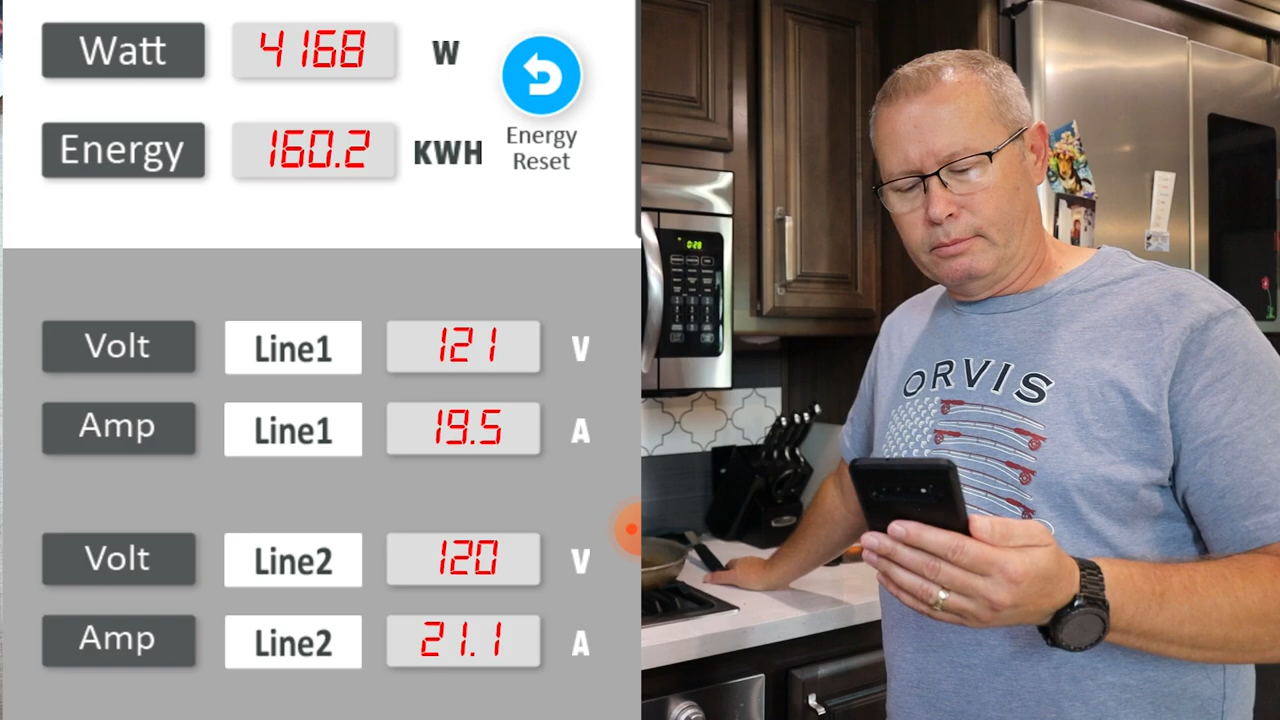 Watt 4168 W
Energy 160.2 KWH
Energy
Reset
Volt Line1 121 V
Amp Line1 19.5 A
Volt Line2 120 V
Amp Line2 21.1 A
ORVIS